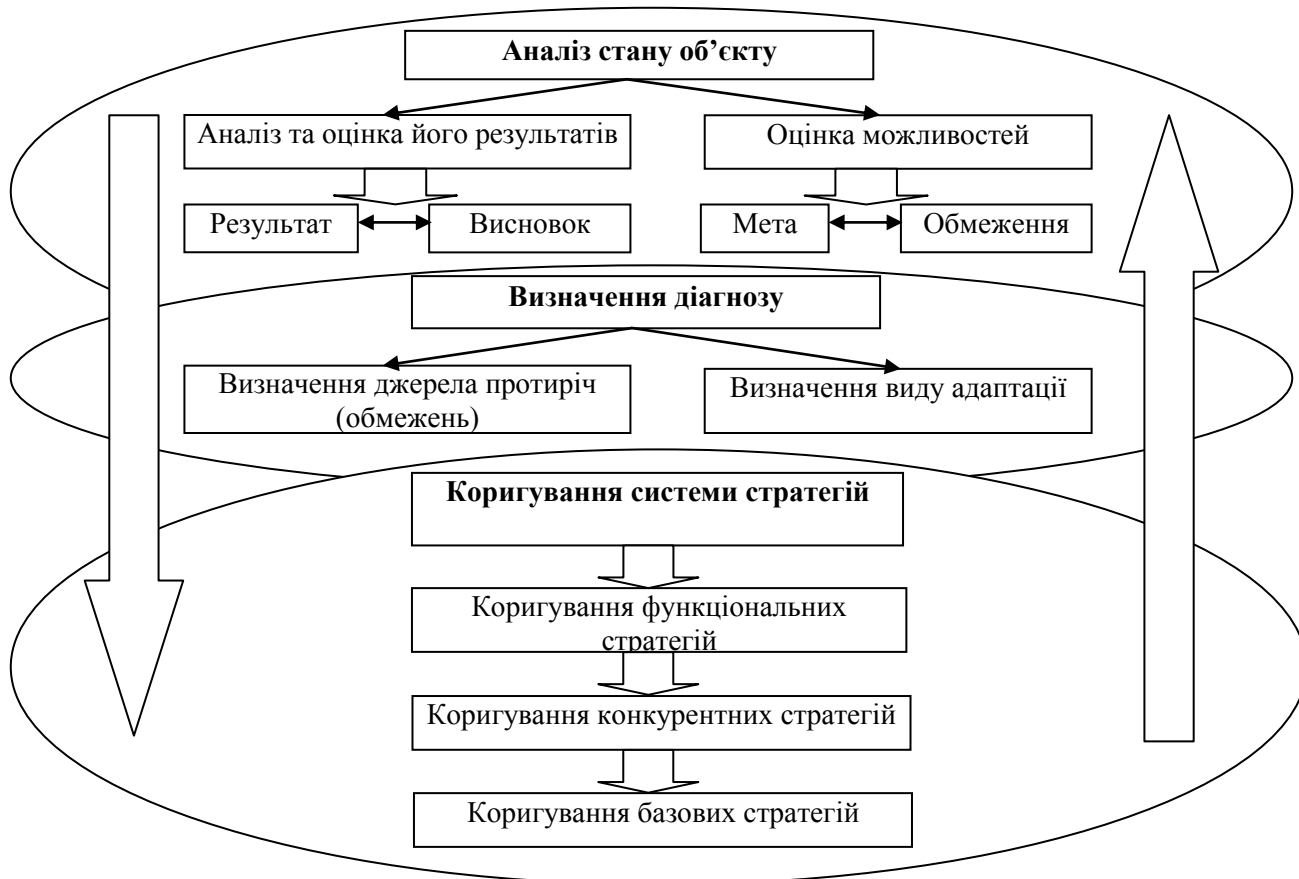 Аналіз стану об’єкту
Аналіз та оцінка його результатів
Оцінка можливостей
Результат
Висновок
Мета
Обмеження
Визначення діагнозу
Визначення джерела протиріч
(обмежень)
Визначення виду адаптації
Коригування системи стратегій
Коригування функціональних
стратегій
Коригування конкурентних стратегій
Коригування базових стратегій